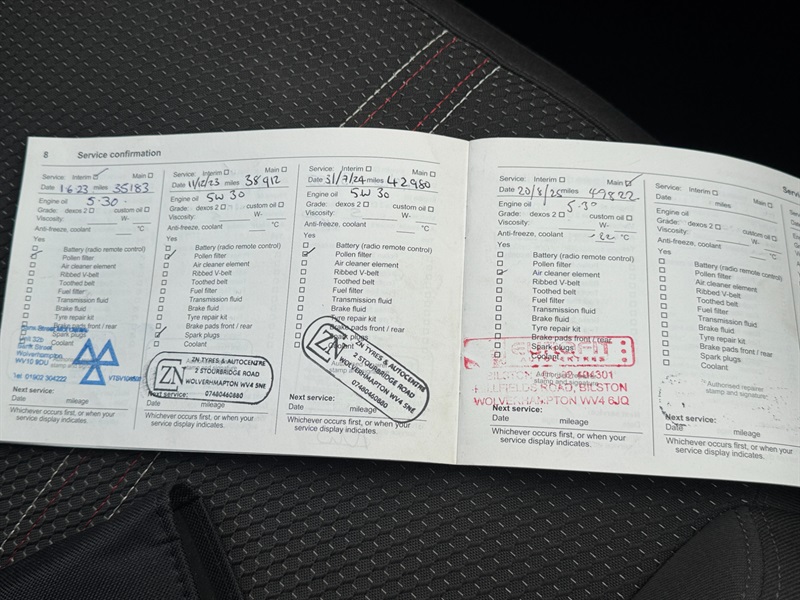 8 Service confirmation
Service: Interim Main
Date 1 6 23 miles 35183
Engine oil 5.30
Grade: dexos 2 custom oil
Viscosity: W-
Anti-freeze, coolant °C
Yes
Battery (radio remote control)
Pollen filter
Air cleaner element
Ribbed V-belt
Toothed belt
Fuel filter
Transmission fluid
Brake fluid
Tyre repair kit
Brake pads front / rear
Spark plugs
Coolant
Wolverhampton
WV10 9DU
Tel: 01902 304222
Next service:
Date mileage
Whichever occurs first, or when your
service display indicates.
Service: Interim Main
Date 11/12/23 miles 38912
Engine oil 5W 30
Grade: dexos 2 custom oil
Viscosity: W-
Anti-freeze, coolant °C
Yes
Battery (radio remote control)
Pollen filter
Air cleaner element
Ribbed V-belt
Toothed belt
Fuel filter
Transmission fluid
Brake fluid
Tyre repair kit
Brake pads front / rear
Spark plugs
Coolant
ZN
ZN TYRES & AUTOCENTRE
2 STOURBRIDGE ROAD
WOLVERHMAPTON WV4 5NE
07480460880
Next service:
Date mileage
Whichever occurs first, or when your
service display indicates.
Service: Interim Main
Date 31/7/24 miles 42980
Engine oil 5W 30
Grade: dexos 2 custom oil
Viscosity: W-
Anti-freeze, coolant °C
Yes
Battery (radio remote control)
Pollen filter
Air cleaner element
Ribbed V-belt
Toothed belt
Fuel filter
Transmission fluid
Brake fluid
Tyre repair kit
Brake pads front / rear
Spark plugs
Coolant
ZN
ZN TYRES & AUTOCENTRE
2 STOURBRIDGE ROAD
WOLVERHMAPTON WV4 5NE
07480460880
Next service:
Date mileage
Whichever occurs first, or when your
service display indicates.
Service: Interim Main
Date 20/8/25 miles 49822
Engine oil 5.30
Grade: dexos 2 custom oil
Viscosity: W-
Anti-freeze, coolant -22 °C
Yes
Battery (radio remote control)
Pollen filter
Air cleaner element
Ribbed V-belt
Toothed belt
Fuel filter
Transmission fluid
Brake fluid
Tyre repair kit
Brake pads front / rear
Spark plugs
Coolant
ROAD, BILSTON
WOLVERHAMPTON WV4 6JQ
Next service:
Date mileage
Whichever occurs first, or when your
service display indicates.
Service: Interim Main
Date miles
Engine oil
Grade: dexos 2
Viscosity: W-
Anti-freeze, coolant
Yes
Battery (radio remote control)
Pollen filter
Air cleaner element
Ribbed V-belt
Toothed belt
Fuel filter
Transmission fluid
Brake fluid
Tyre repair kit
Brake pads front / rear
Spark plugs
Coolant
Authorised repairer
stamp and signature:
Next service:
Date mileage
Whichever occurs first, or when your
service display indicates.